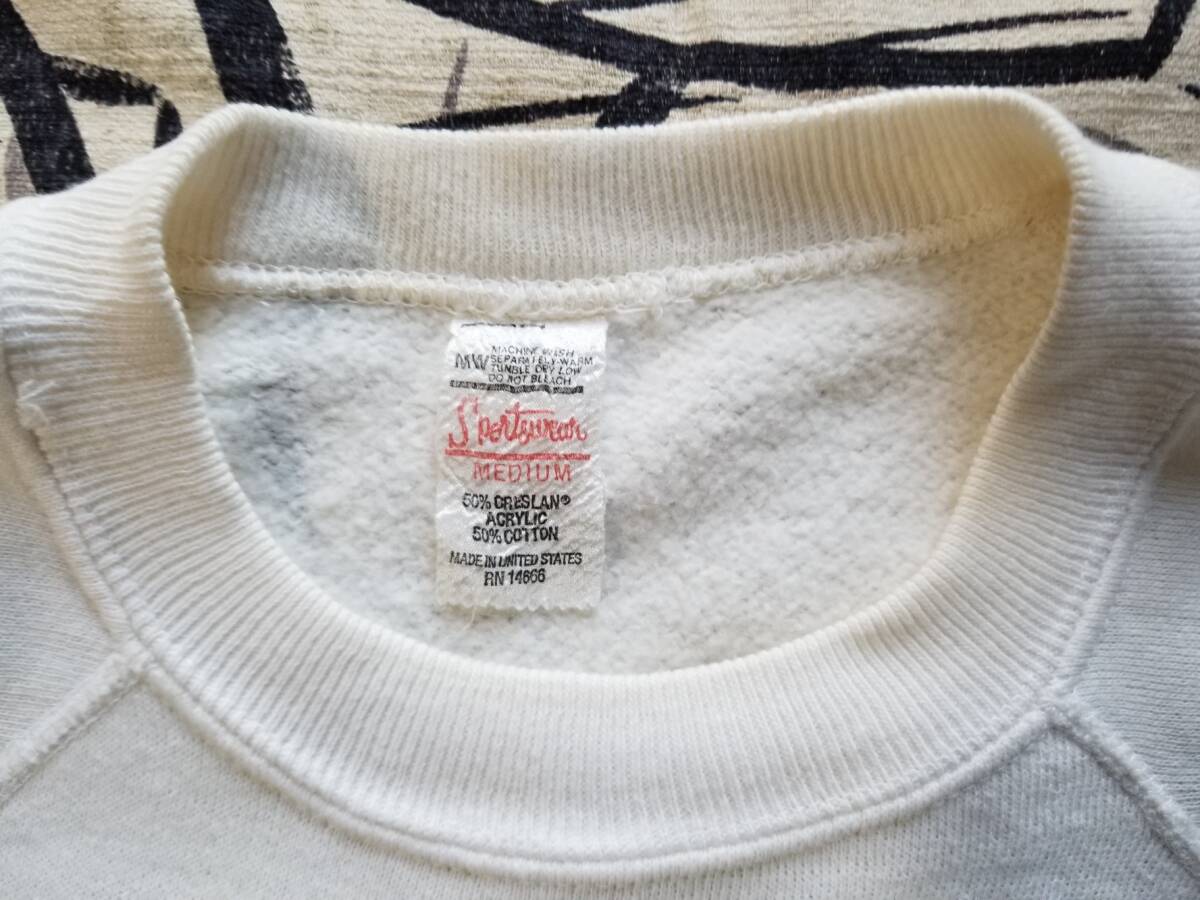 MW
MACHINE WASH
SEPARATELY-WARM
TUMBLE DRY LOW
DO NOT BLEACH
Sportswear
MEDIUM
50% CRESLAN®
ACRYLIC
50% COTTON
MADE IN UNITED STATES
RN 14666